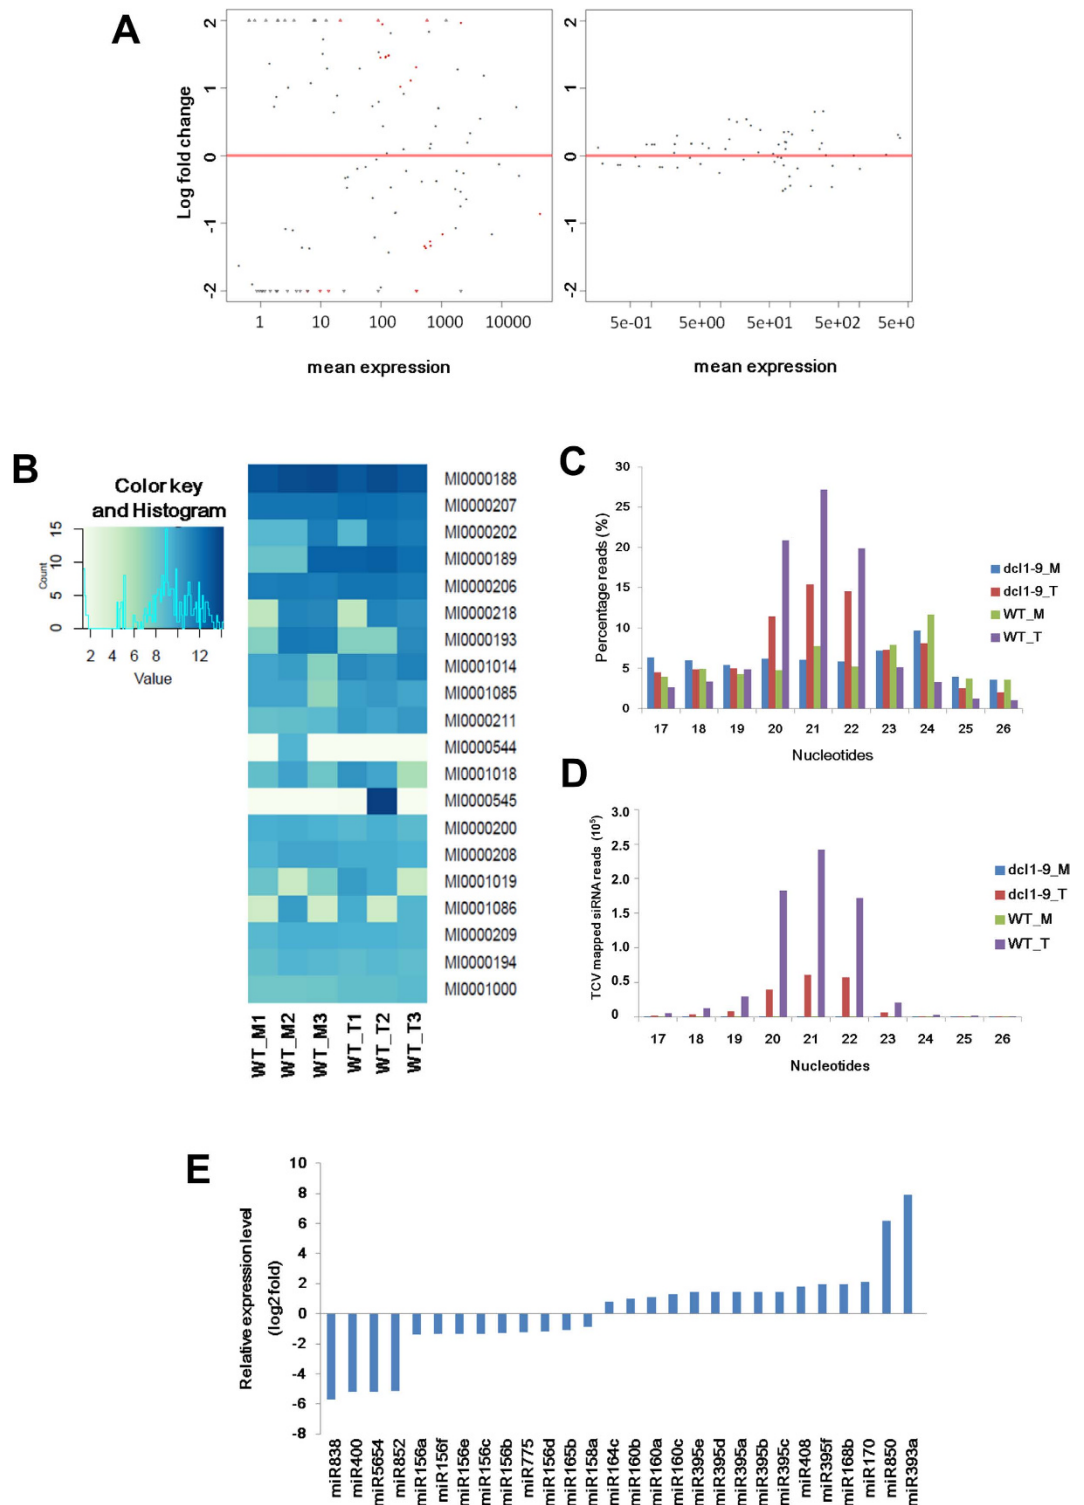 A
Log fold change
2
1
0
-1
-2
1 10 100 1000 10000
mean expression
2
1
0
-1
-2
5e-01 5e+00 5e+01 5e+02 5e+0
mean expression
B
Color key
and Histogram
Count
15
10
5
0
2 4 6 8 12
Value
MI0000188
MI0000207
MI0000202
MI0000189
MI0000206
MI0000218
MI0000193
MI0001014
MI0001085
MI0000211
MI0000544
MI0001018
MI0000545
MI0000200
MI0000208
MI0001019
MI0001086
MI0000209
MI0000194
MI0001000
WT_M1
WT_M2
WT_M3
WT_T1
WT_T2
WT_T3
C
Percentage reads (%)
30
25
20
15
10
5
0
17 18 19 20 21 22 23 24 25 26
Nucleotides
dcl1-9_M
dcl1-9_T
WT_M
WT_T
D
TCV mapped siRNA reads (10⁵)
3.0
2.5
2.0
1.5
1.0
0.5
0
17 18 19 20 21 22 23 24 25 26
Nucleotides
dcl1-9_M
dcl1-9_T
WT_M
WT_T
E
Relative expression level
(log2fold)
10
8
6
4
2
0
-2
-4
-6
-8
miR838
miR400
miR5654
miR852
miR156a
miR156f
miR156e
miR156c
miR156b
miR775
miR156d
miR165b
miR158a
miR164c
miR160b
miR160a
miR160c
miR395e
miR395d
miR395a
miR395b
miR395c
miR408
miR395f
miR168b
miR170
miR850
miR393a